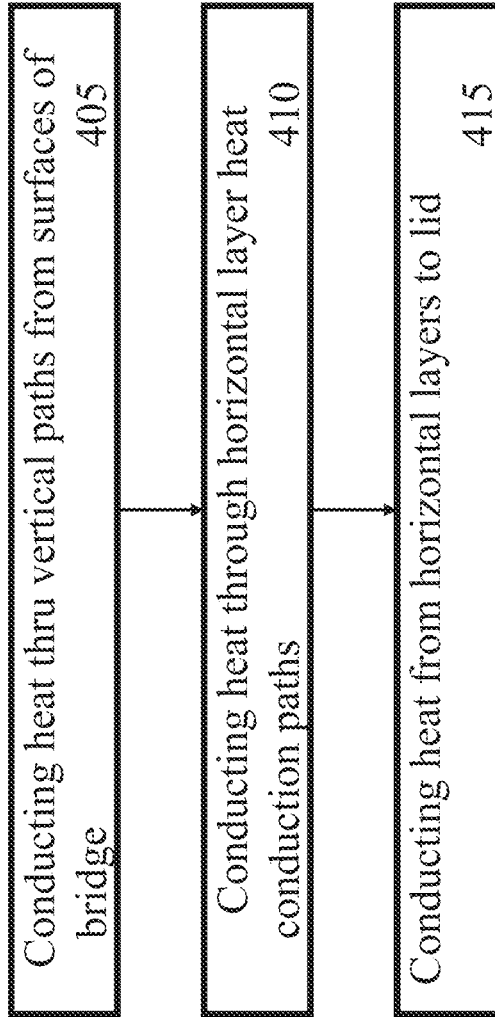 Conducting heat thru vertical paths from surfaces of
bridge 405
Conducting heat through horizontal layer heat
conduction paths 410
Conducting heat from horizontal layers to lid
415